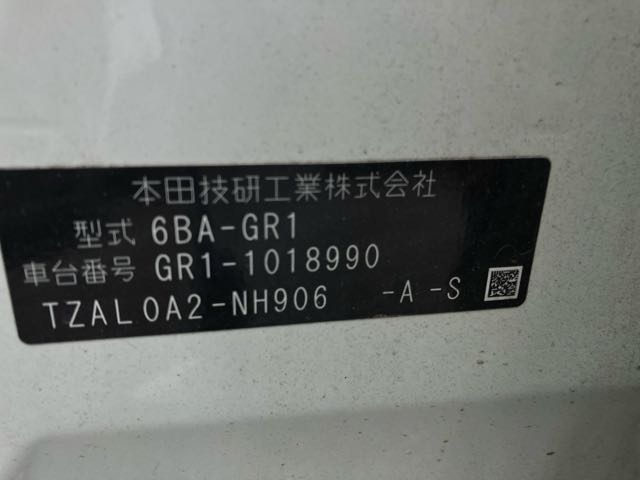 本田技研工業株式会社
型式 6BA-GR1
車台番号 GR1-1018990
TZAL0A2-NH906 -A -S